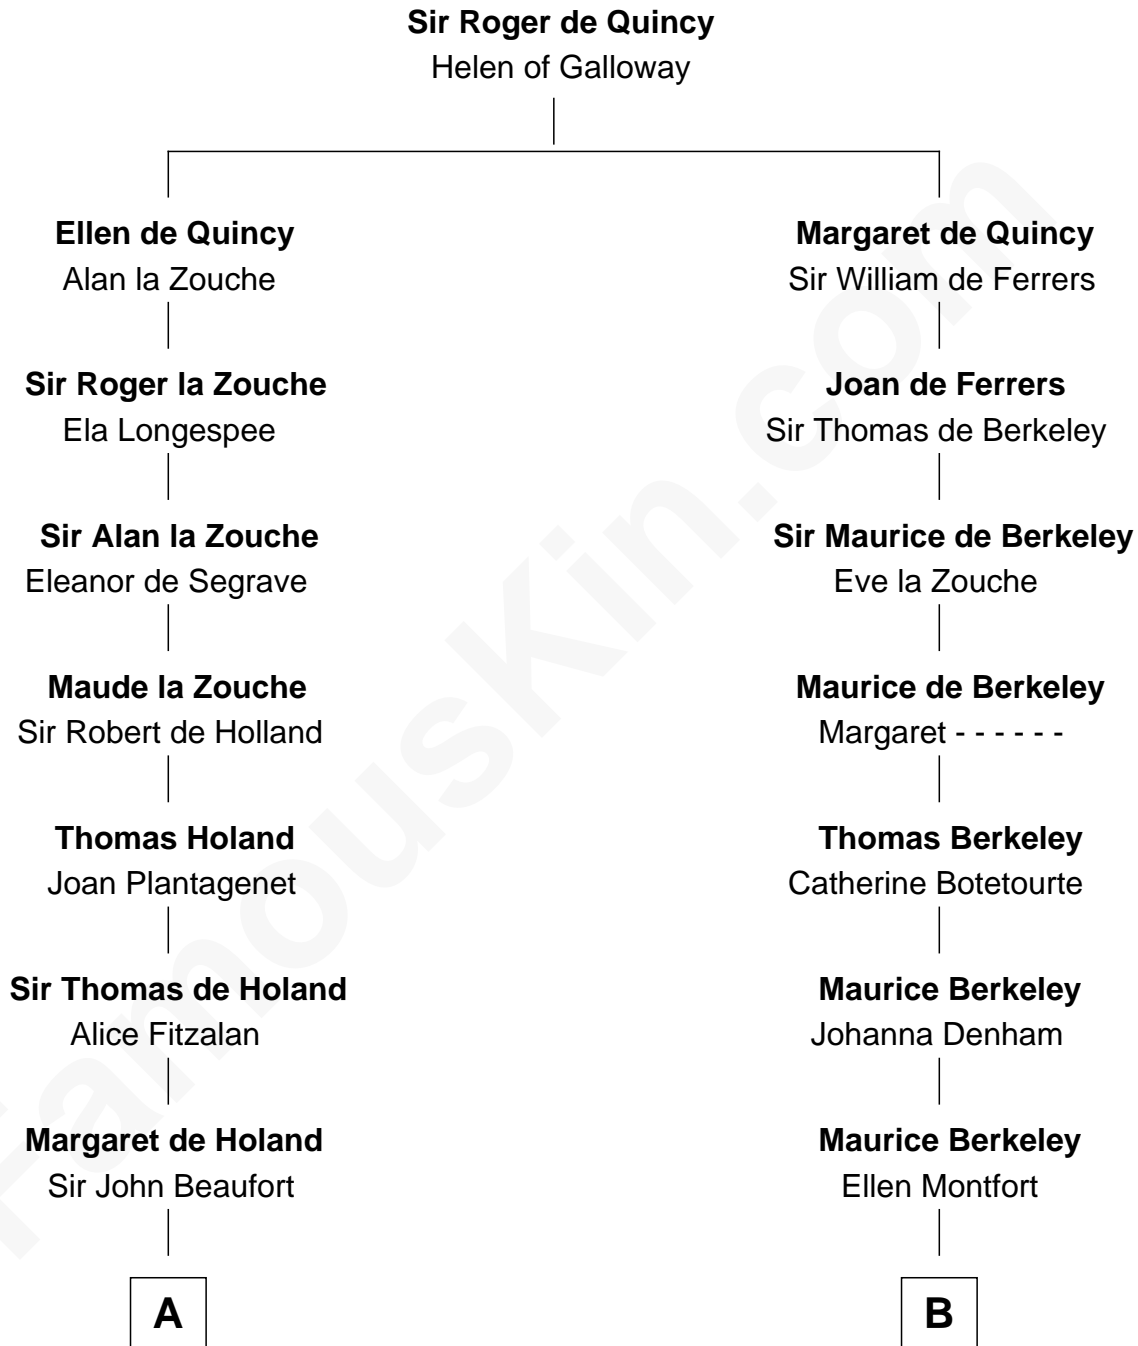 Sir Roger de Quincy
Helen of Galloway
Ellen de Quincy
Alan la Zouche
Margaret de Quincy
Sir William de Ferrers
Sir Roger la Zouche
Ela Longespee
Joan de Ferrers
Sir Thomas de Berkeley
Sir Alan la Zouche
Eleanor de Segrave
Sir Maurice de Berkeley
Eve la Zouche
Maude la Zouche
Sir Robert de Holland
Maurice de Berkeley
Margaret - - - - - -
Thomas Holand
Joan Plantagenet
Thomas Berkeley
Catherine Botetourte
Sir Thomas de Holand
Alice Fitzalan
Maurice Berkeley
Johanna Denham
Margaret de Holand
Sir John Beaufort
Maurice Berkeley
Ellen Montfort
A
B
FamousKin.com